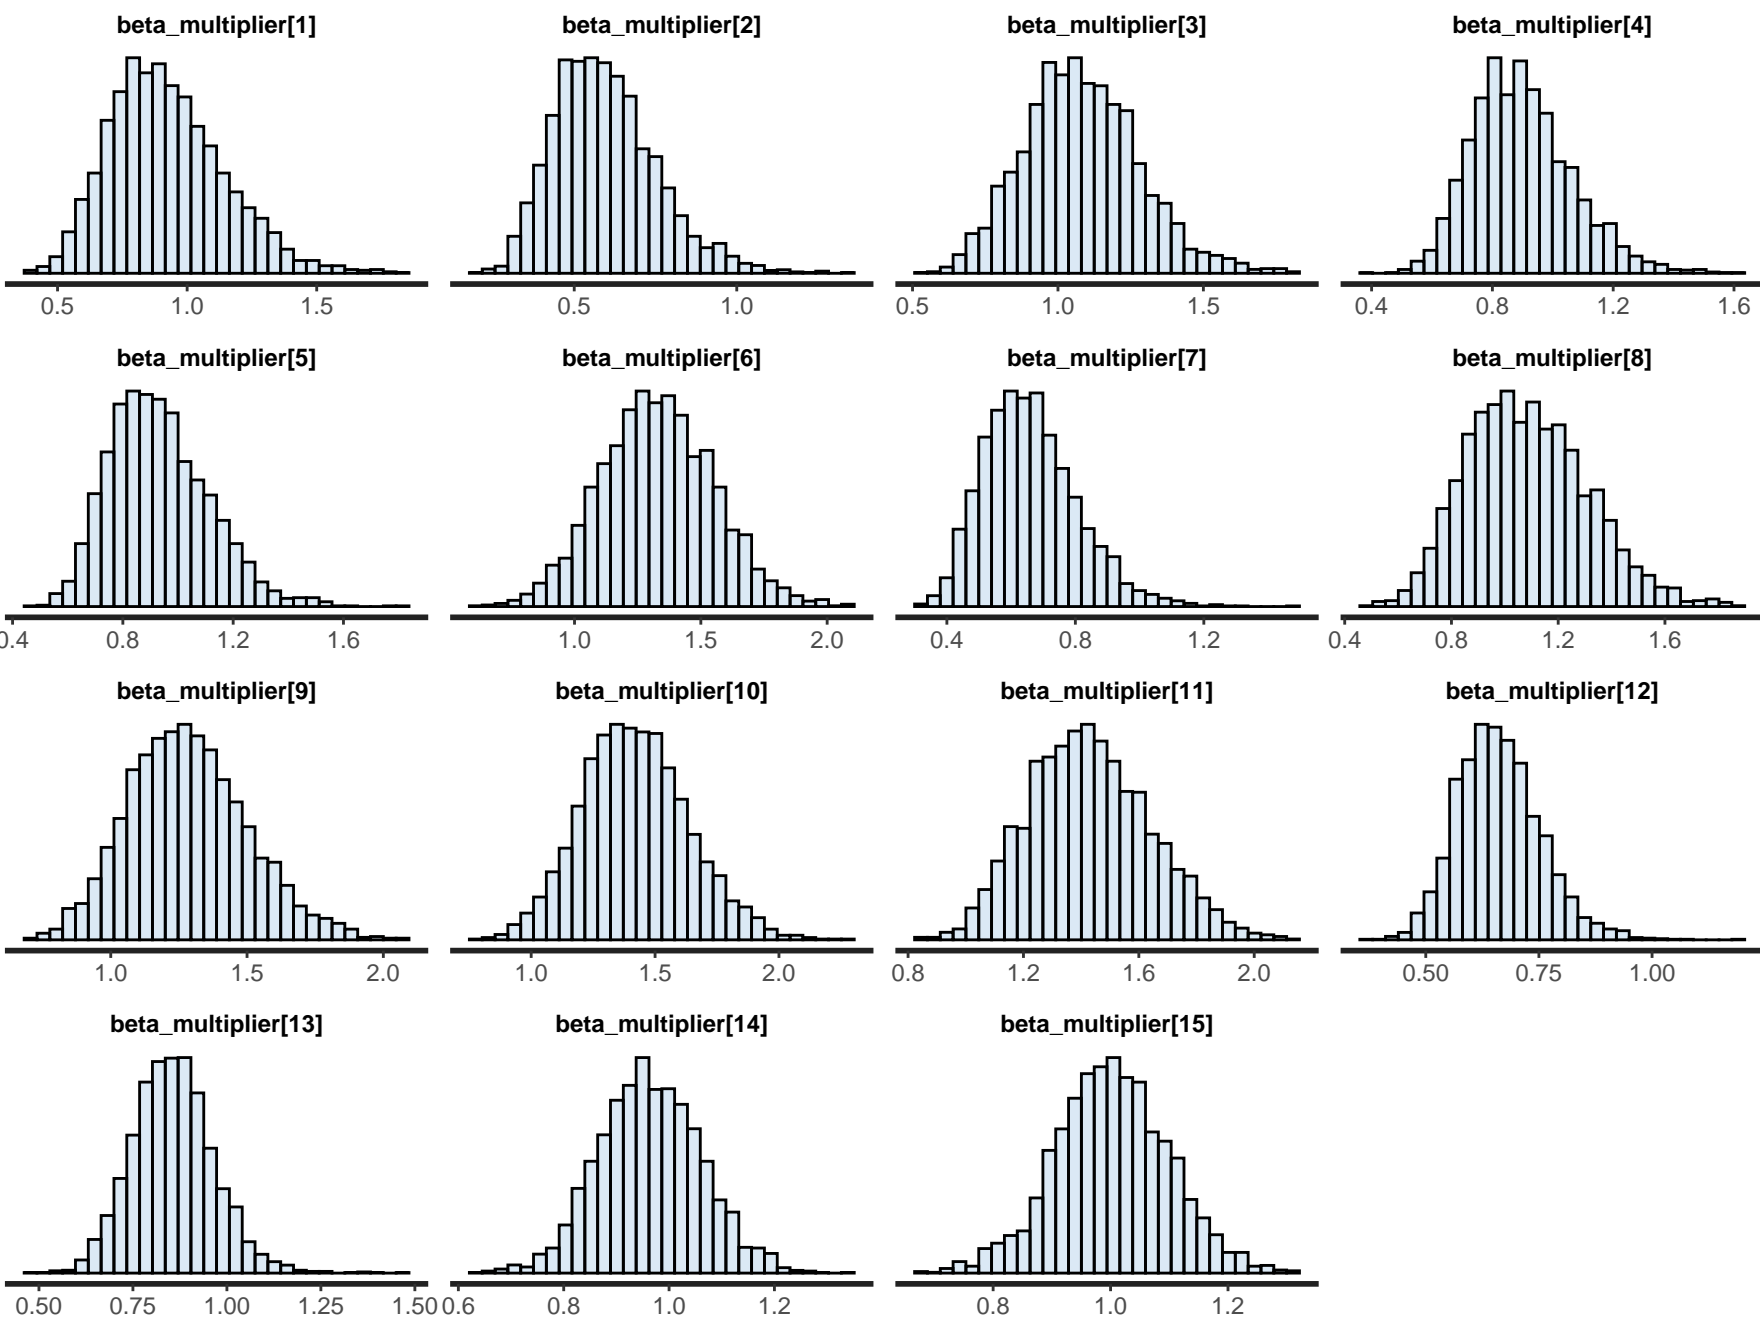 beta_multiplier[1] beta_multiplier[2] beta_multiplier[3] beta_multiplier[4]
0.5 1.0 1.5 0.5 1.0 0.5 1.0 1.5 0.4 0.8 1.2 1.6
beta_multiplier[5] beta_multiplier[6] beta_multiplier[7] beta_multiplier[8]
0.4 0.8 1.2 1.6 1.0 1.5 2.0 0.4 0.8 1.2 0.4 0.8 1.2 1.6
beta_multiplier[9] beta_multiplier[10] beta_multiplier[11] beta_multiplier[12]
1.0 1.5 2.0 1.0 1.5 2.0 0.8 1.2 1.6 2.0 0.50 0.75 1.00
beta_multiplier[13] beta_multiplier[14] beta_multiplier[15]
0.50 0.75 1.00 1.25 1.50 0.6 0.8 1.0 1.2 0.8 1.0 1.2